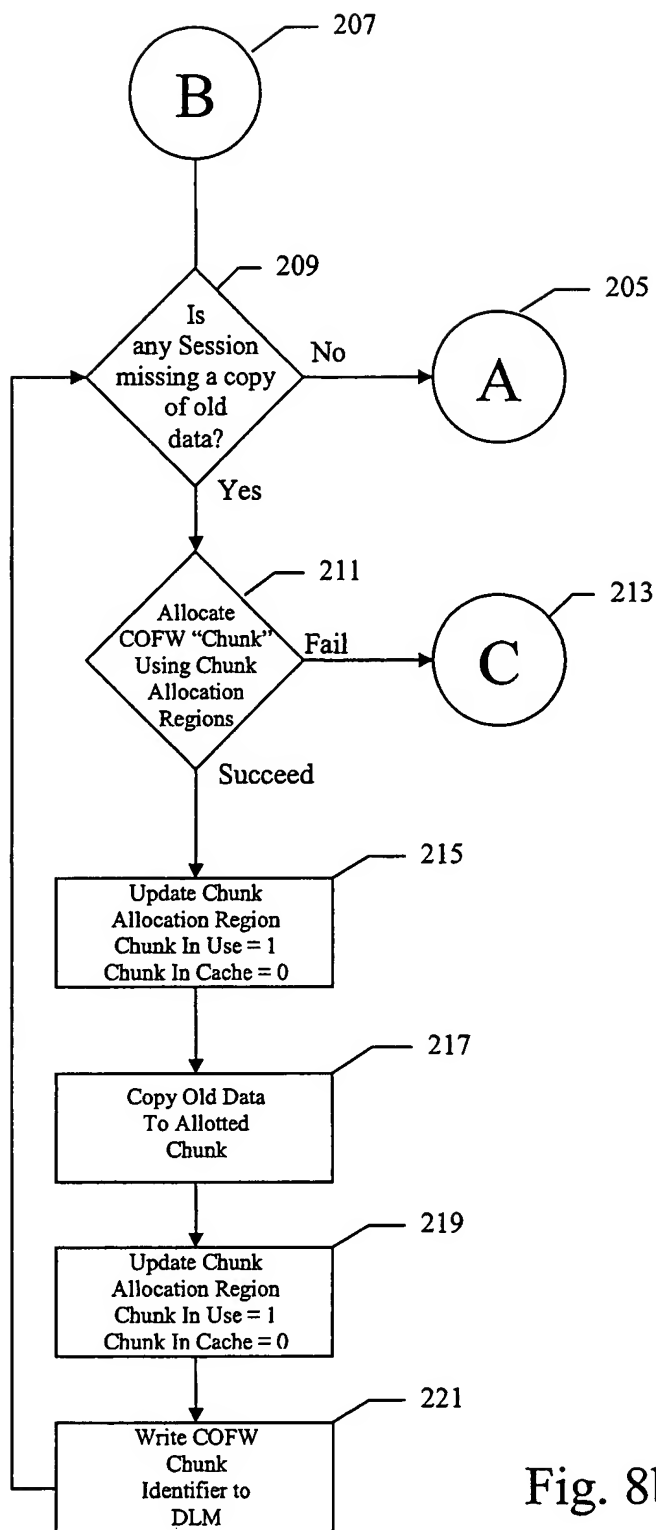 207
B
209
Is
any Session
missing a copy
of old
data?
No
205
A
Yes
211
Allocate
COFW “Chunk”
Using Chunk
Allocation
Regions
Fail
213
C
Succeed
215
Update Chunk
Allocation Region
Chunk In Use = 1
Chunk In Cache = 0
217
Copy Old Data
To Allotted
Chunk
219
Update Chunk
Allocation Region
Chunk In Use = 1
Chunk In Cache = 0
221
Write COFW
Chunk
Identifier to
DLM
Fig. 8b